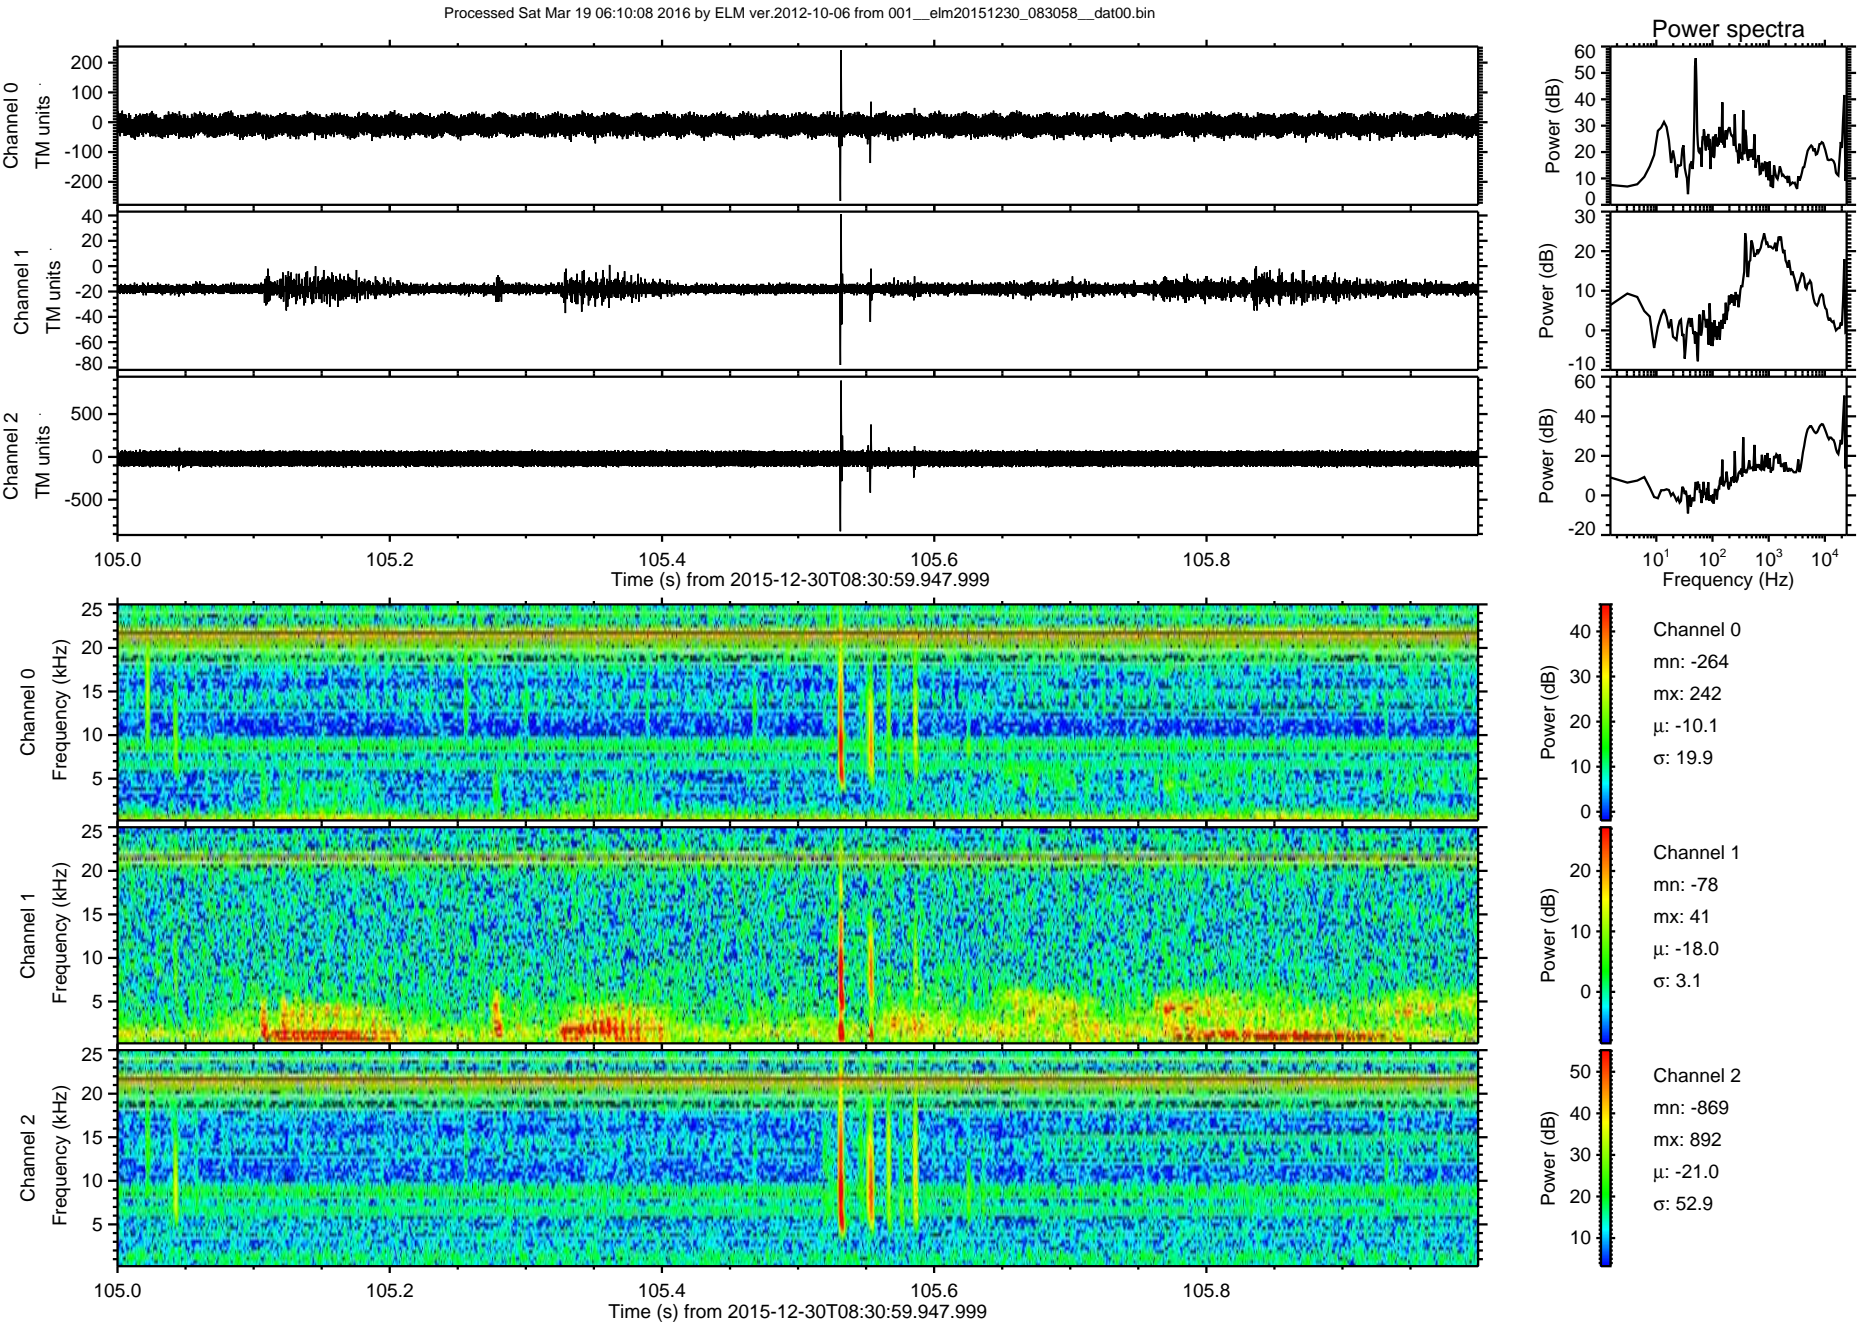 Processed Sat Mar 19 06:10:08 2016 by ELM ver.2012-10-06 from 001__elm20151230_083058__dat00.bin
Power spectra
Channel 0
TM units
200
100
0
-100
-200
Power (dB)
60
50
40
30
20
10
0
Channel 1
TM units
40
20
0
-20
-40
-60
-80
Power (dB)
30
20
10
0
-10
Channel 2
TM units
500
0
-500
Power (dB)
60
40
20
0
-20
105.0 105.2 105.4 105.6 105.8
Time (s) from 2015-12-30T08:30:59.947.999
10^1 10^2 10^3 10^4
Frequency (Hz)
Channel 0
Frequency (kHz)
25
20
15
10
5
Power (dB)
40
30
20
10
0
Channel 0
mn: -264
mx: 242
μ: -10.1
σ: 19.9
Channel 1
Frequency (kHz)
25
20
15
10
5
Power (dB)
20
10
0
Channel 1
mn: -78
mx: 41
μ: -18.0
σ: 3.1
Channel 2
Frequency (kHz)
25
20
15
10
5
Power (dB)
50
40
30
20
10
Channel 2
mn: -869
mx: 892
μ: -21.0
σ: 52.9
105.0 105.2 105.4 105.6 105.8
Time (s) from 2015-12-30T08:30:59.947.999